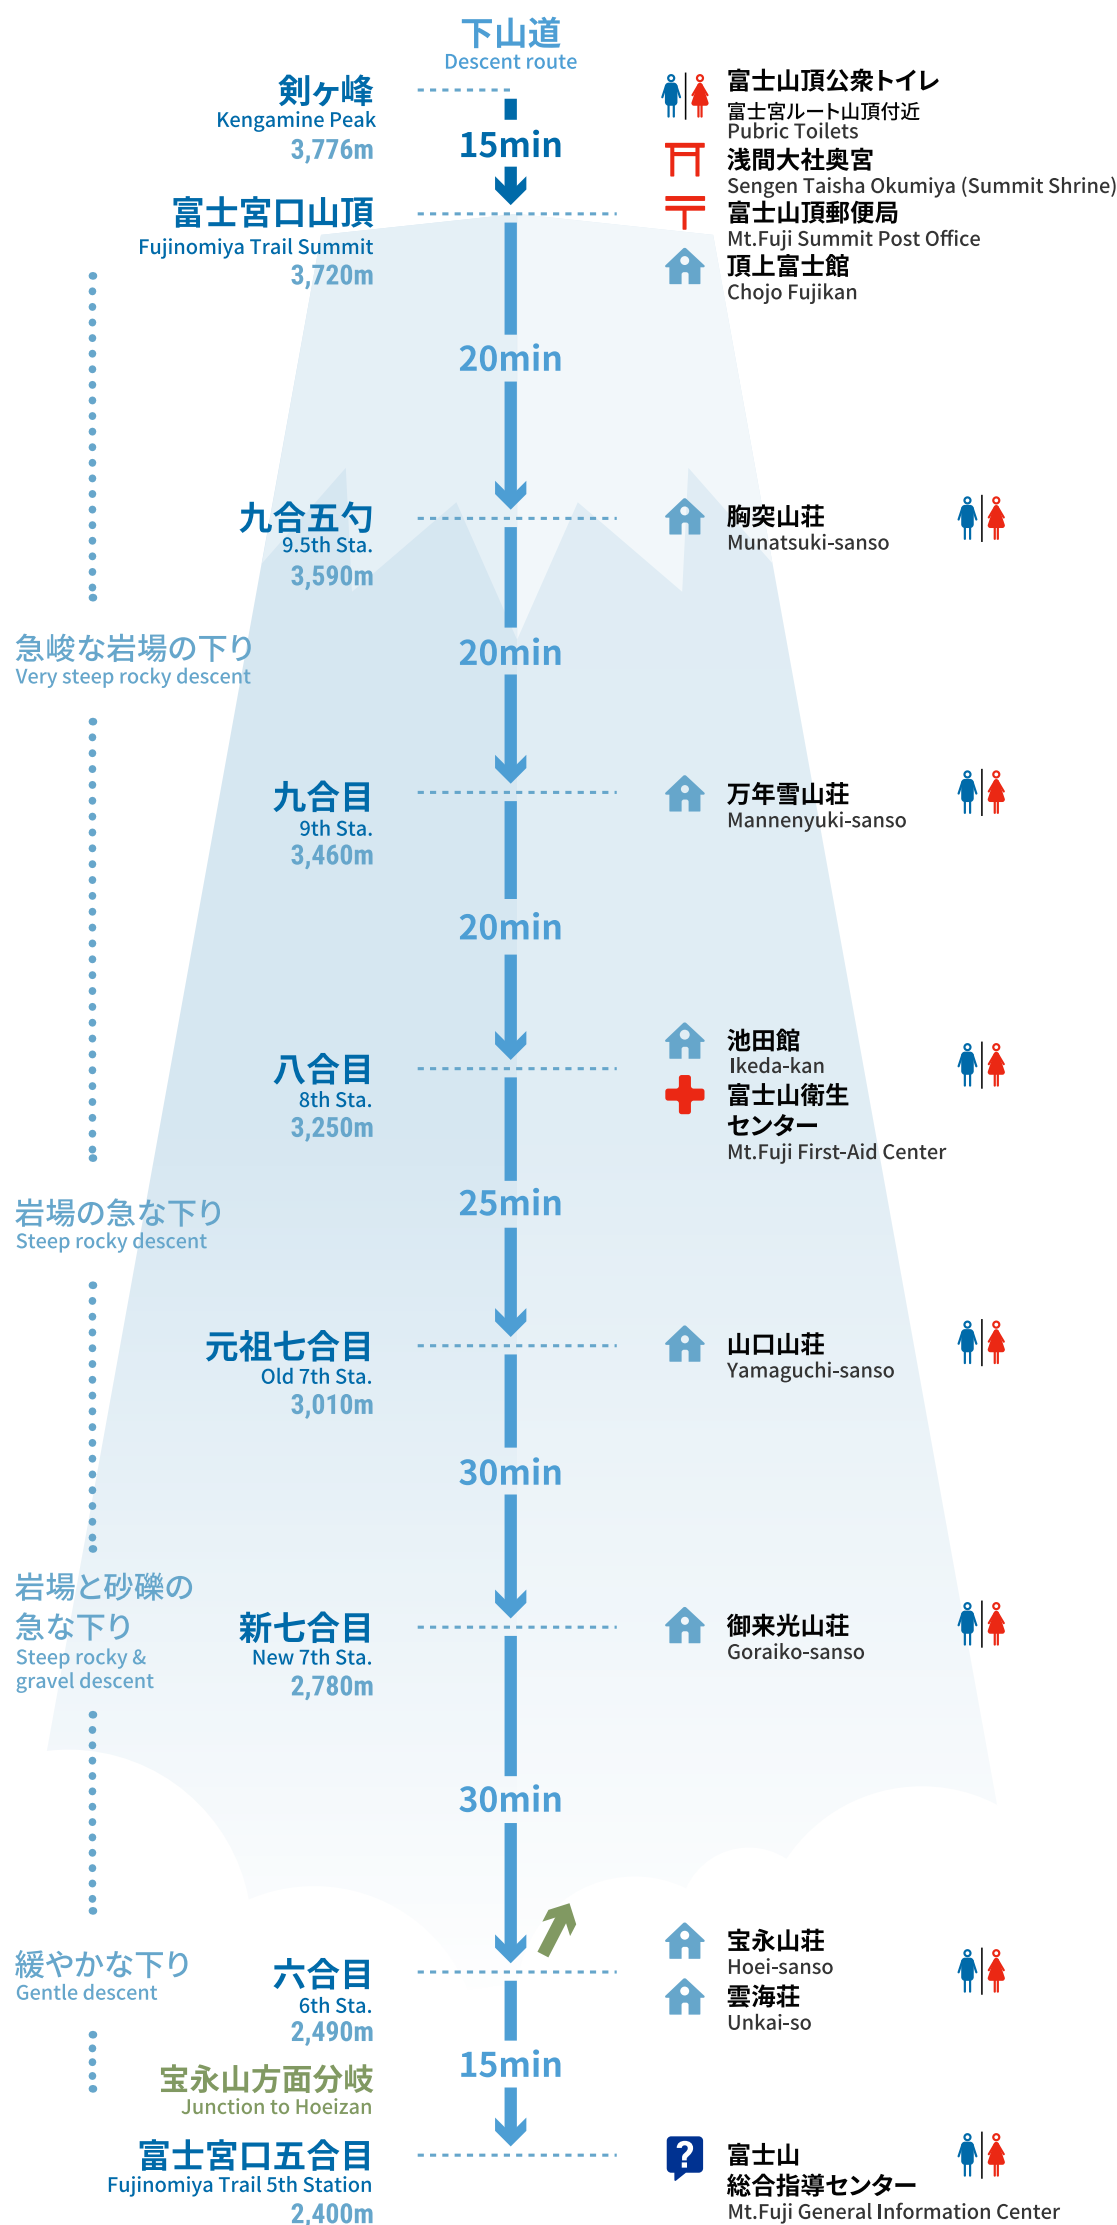 下山道
Descent route
剣ヶ峰
Kengamine Peak
3,776m
15min
富士山頂公衆トイレ
富士宮ルート山頂付近
Pubric Toilets
浅間大社奥宮
Sengen Taisha Okumiya (Summit Shrine)
富士宮口山頂
Fujinomiya Trail Summit
3,720m
富士山頂郵便局
Mt.Fuji Summit Post Office
頂上富士館
Chojo Fujikan
20min
九合五勺
9.5th Sta.
3,590m
胸突山荘
Munatsuki-sanso
急峻な岩場の下り
Very steep rocky descent
20min
九合目
9th Sta.
3,460m
万年雪山荘
Mannenyuki-sanso
20min
八合目
8th Sta.
3,250m
池田館
Ikeda-kan
富士山衛生
センター
Mt.Fuji First-Aid Center
岩場の急な下り
Steep rocky descent
25min
元祖七合目
Old 7th Sta.
3,010m
山口山荘
Yamaguchi-sanso
30min
岩場と砂礫の
急な下り
Steep rocky &
gravel descent
新七合目
New 7th Sta.
2,780m
御来光山荘
Goraiko-sanso
30min
緩やかな下り
Gentle descent
六合目
6th Sta.
2,490m
宝永山荘
Hoei-sanso
雲海荘
Unkai-so
15min
宝永山方面分岐
Junction to Hoeizan
富士宮口五合目
Fujinomiya Trail 5th Station
2,400m
?
富士山
総合指導センター
Mt.Fuji General Information Center